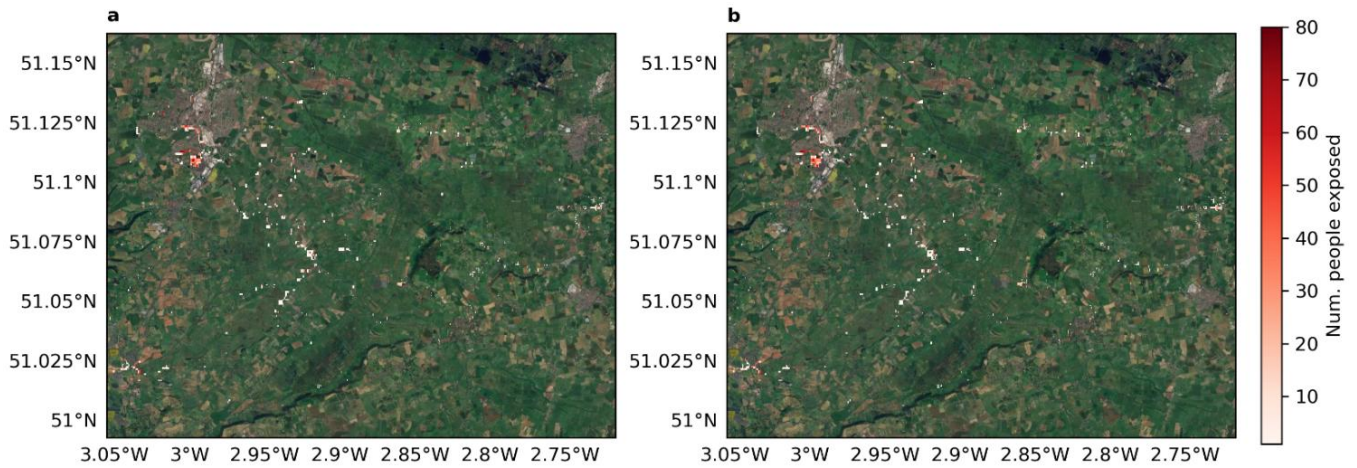 a
b
51.15°N
51.125°N
51.1°N
51.075°N
51.05°N
51.025°N
51°N
3.05°W 3°W 2.95°W 2.9°W 2.85°W 2.8°W 2.75°W
51.15°N
51.125°N
51.1°N
51.075°N
51.05°N
51.025°N
51°N
3.05°W 3°W 2.95°W 2.9°W 2.85°W 2.8°W 2.75°W
80
70
60
50
40
30
20
10
Num. people exposed